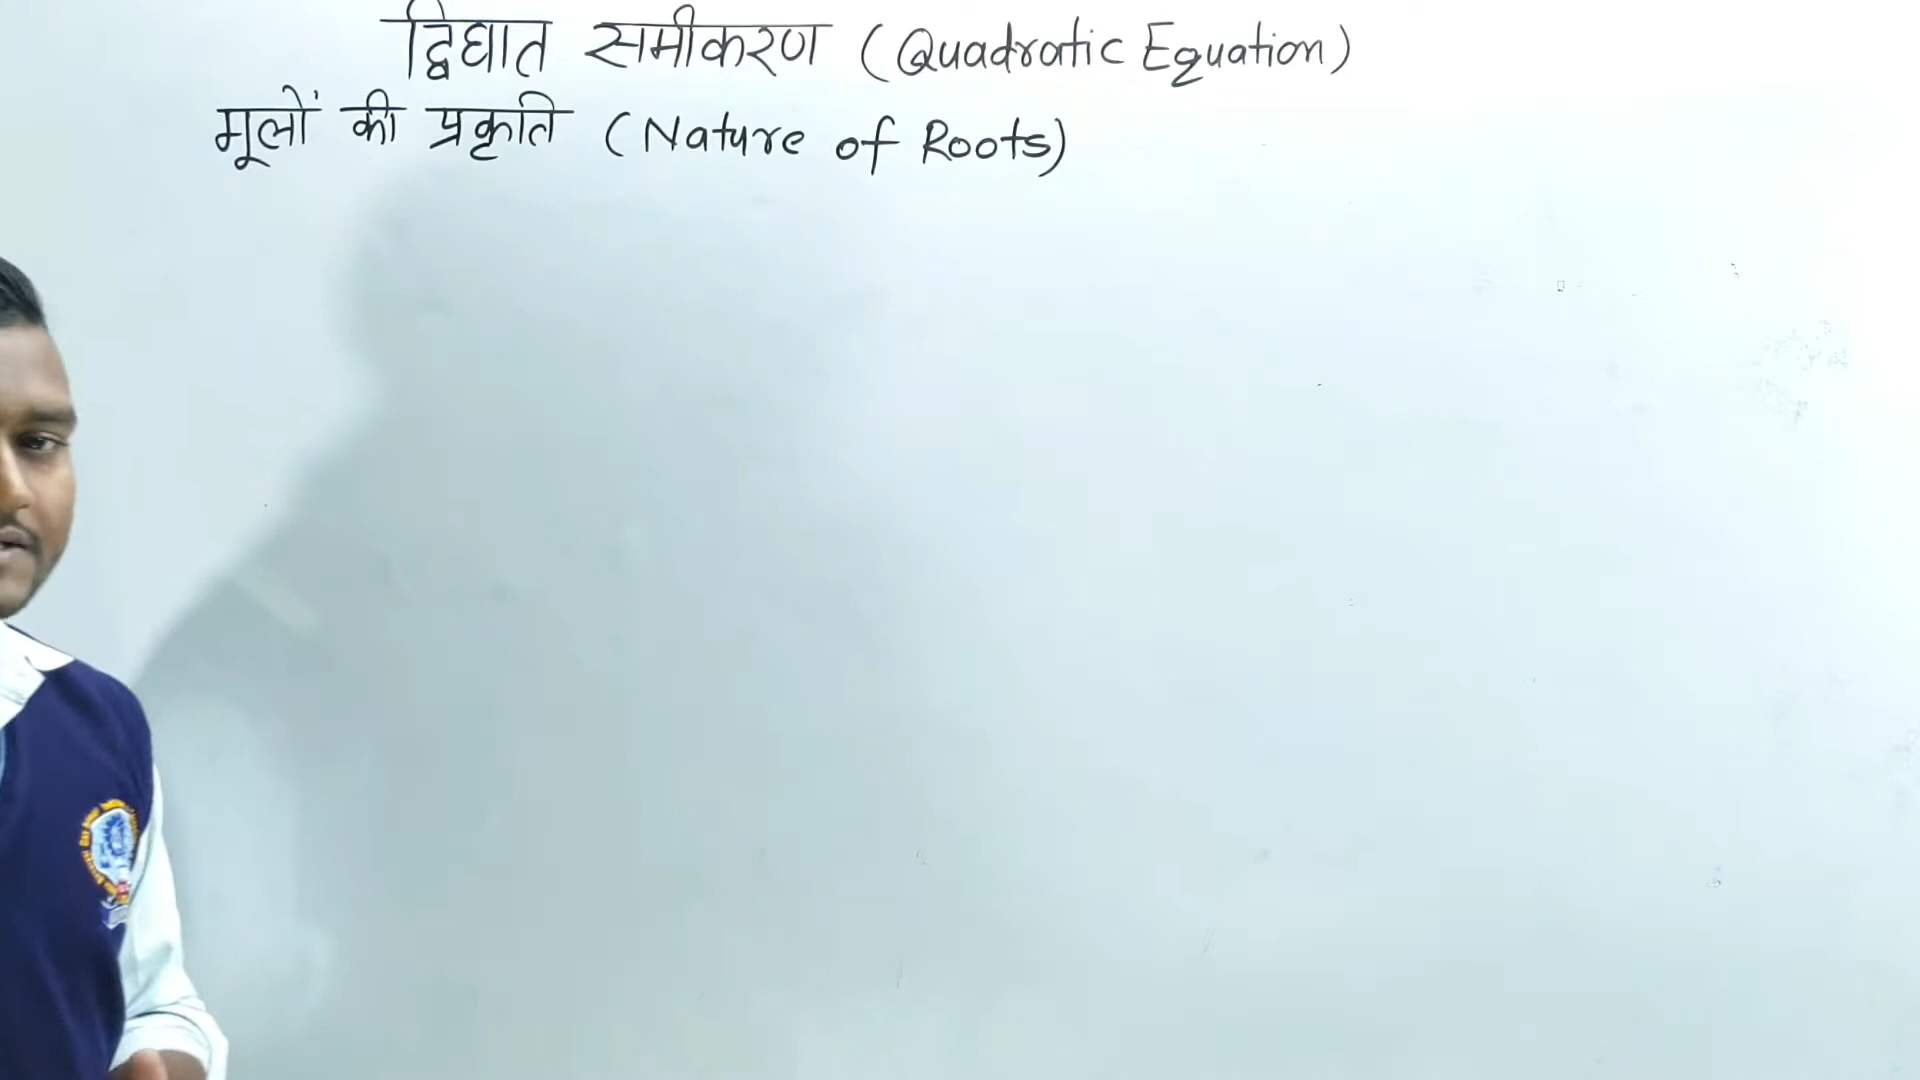 द्विघात समीकरण (Quadratic Equation)
मूलों की प्रकृति (Nature of Roots)